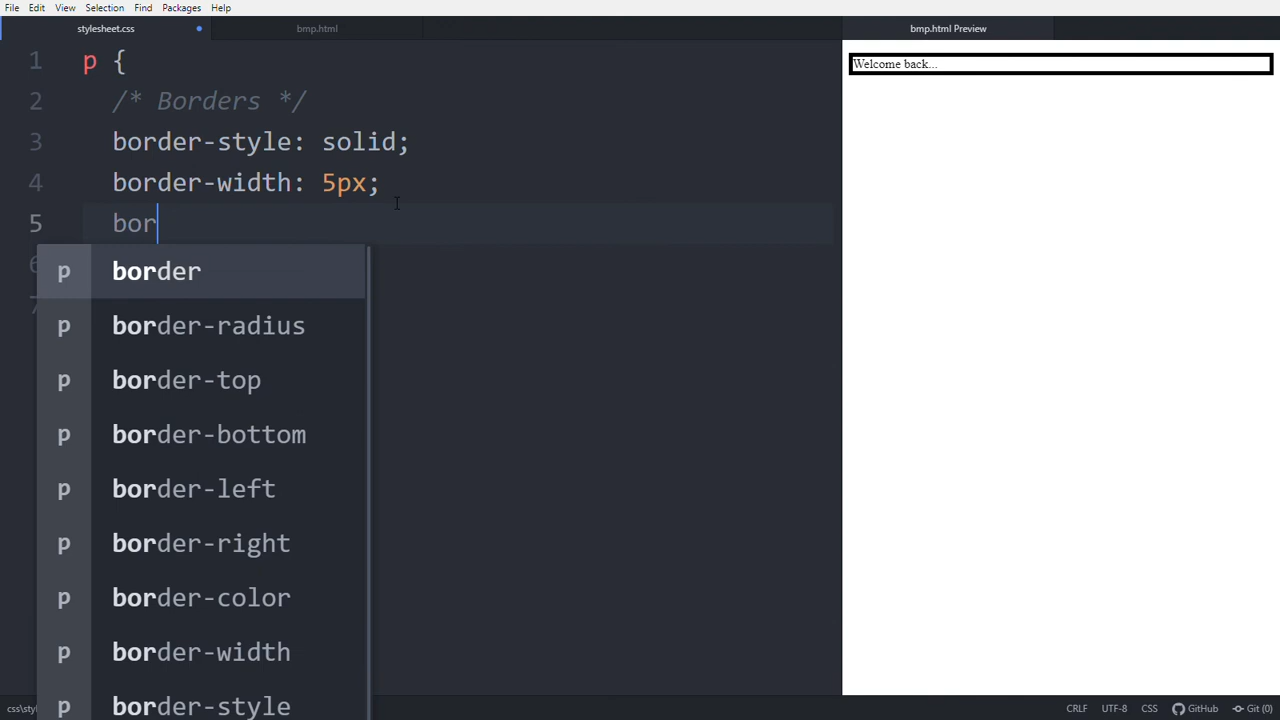 File Edit View Selection Find Packages Help
stylesheet.css bmp.html bmp.html Preview
1 p {
2 /* Borders */
3 border-style: solid;
4 border-width: 5px;
5 bor
p border
p border-radius
p border-top
p border-bottom
p border-left
p border-right
p border-color
p border-width
p border-style
Welcome back...
CRLF UTF-8 CSS GitHub Git (0)